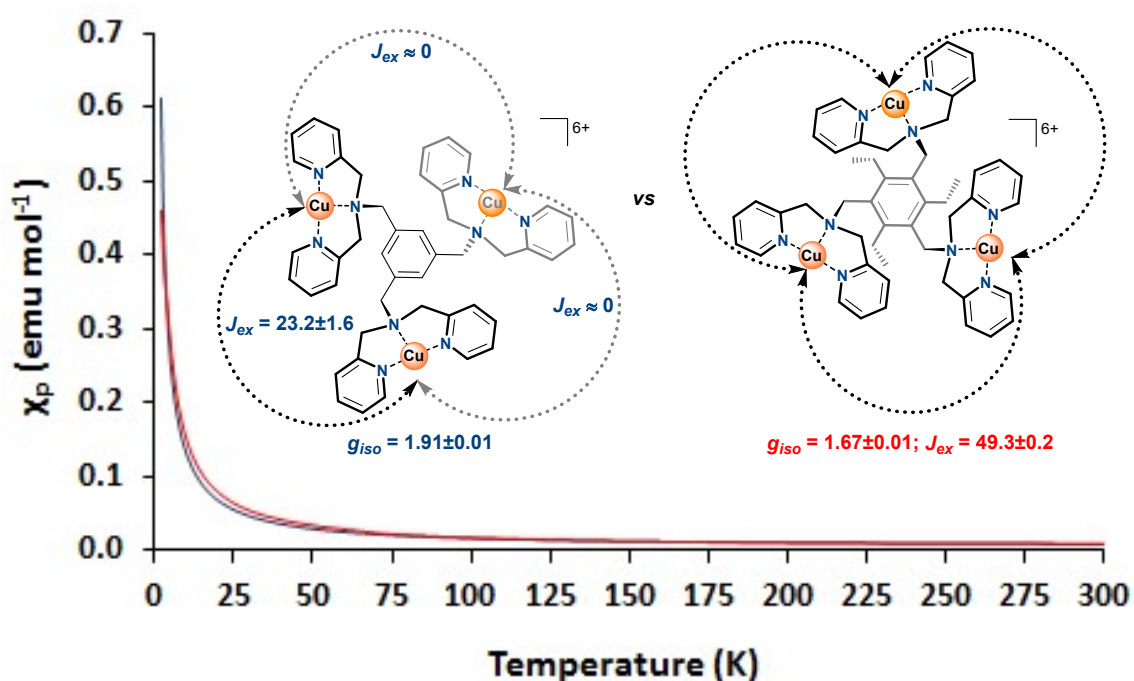 χp (emu mol-1)
0.7
0.6
0.5
0.4
0.3
0.2
0.1
0.0
0 25 50 75 100 125 150 175 200 225 250 275 300
Temperature (K)
Jex ≈ 0
6+
N
Cu
N
N
N
Cu
N
N
Jex ≈ 0
Jex = 23.2±1.6
N
Cu
N
N
giso = 1.91±0.01
vs
6+
N
Cu
N
N
N
Cu
N
N
N
Cu
N
N
giso = 1.67±0.01; Jex = 49.3±0.2